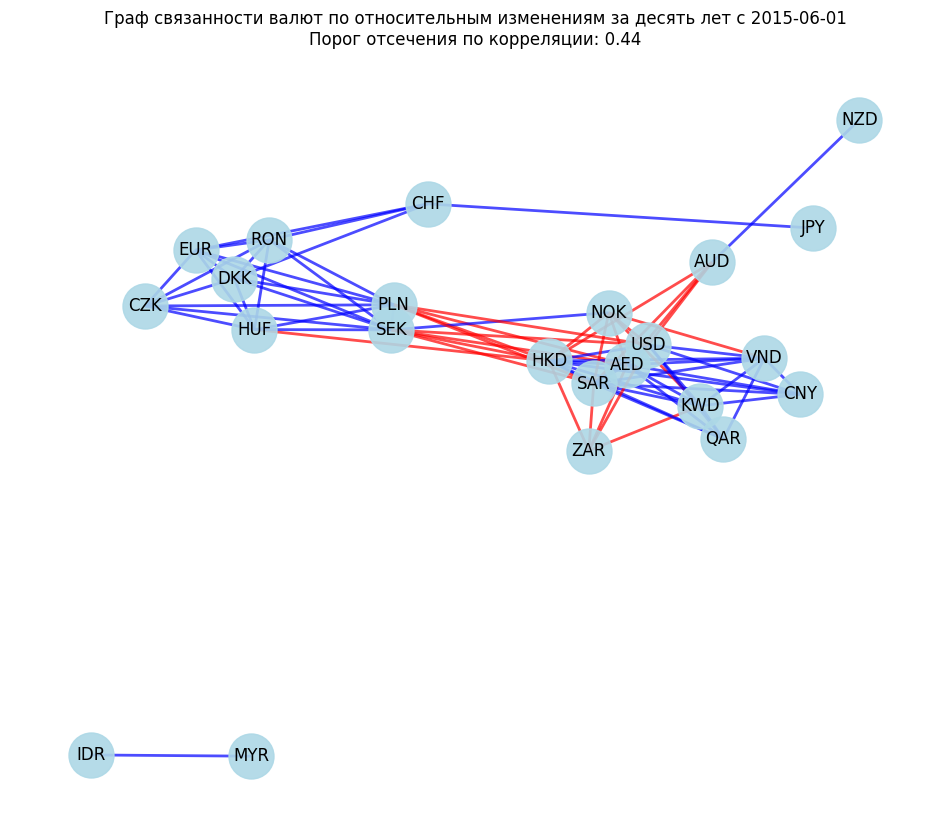 Граф связанности валют по относительным изменениям за десять лет с 2015-06-01
Порог отсечения по корреляции: 0.44
NZD
CHF
JPY
RON
EUR
AUD
DKK
CZK
PLN
NOK
HUF
SEK
USD
VND
HKD
AED
SAR
CNY
KWD
QAR
ZAR
IDR
MYR